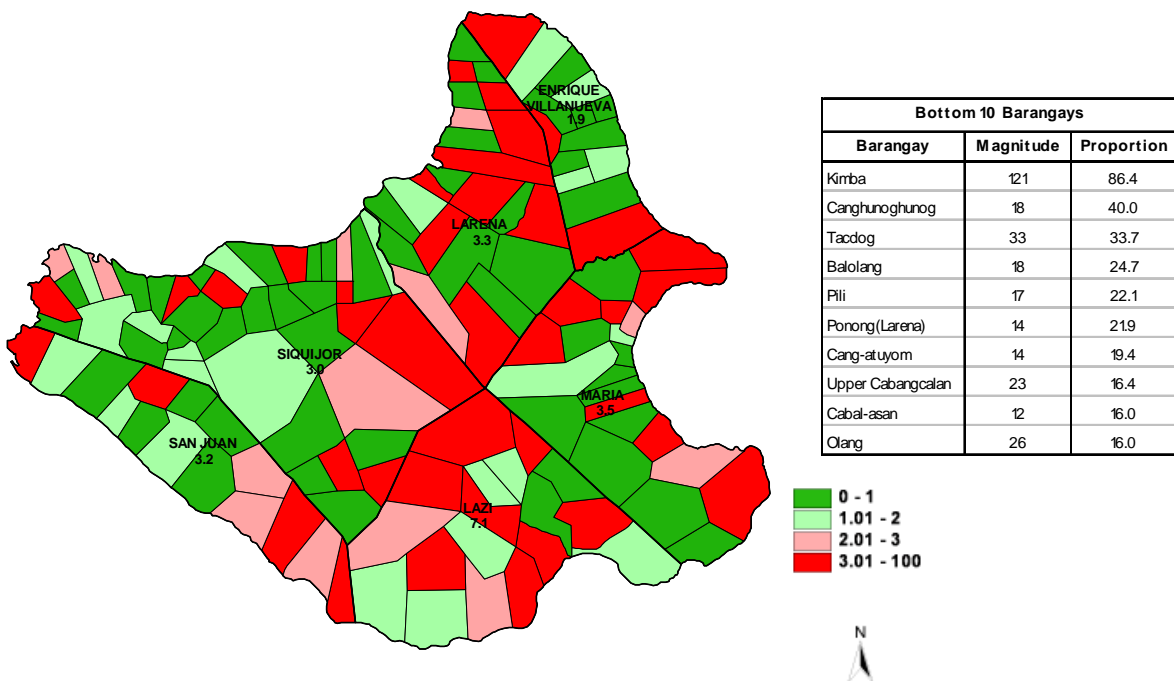 ENRIQUE
VILLANUEVA
1.9
LARENA
3.3
SIQUIJOR
3.0
MARIA
3.5
SAN JUAN
3.2
LAZI
7.1
Bottom 10 Barangays
Barangay Magnitude Proportion
Kimba 121 86.4
Canghunoghunog 18 40.0
Tacdog 33 33.7
Balolang 18 24.7
Pili 17 22.1
Ponong(Larena) 14 21.9
Cang-atuyom 14 19.4
Upper Cabangcalan 23 16.4
Cabal-asan 12 16.0
Olang 26 16.0
0 - 1
1.01 - 2
2.01 - 3
3.01 - 100
N